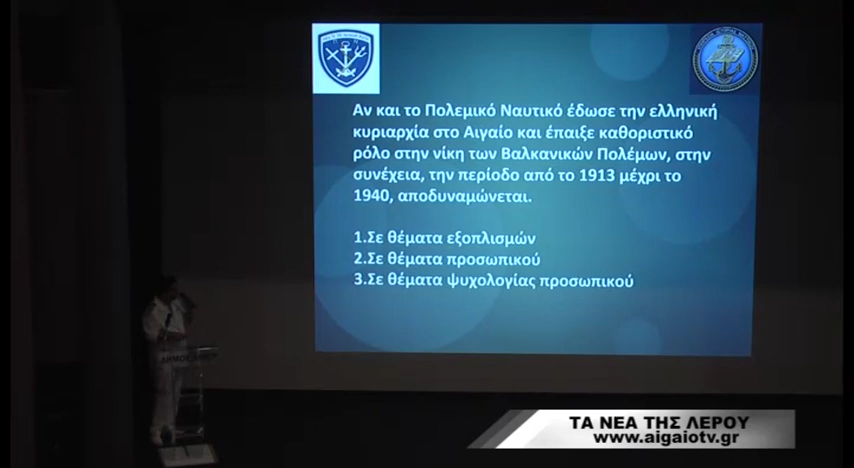 Αν και το Πολεμικό Ναυτικό έδωσε την ελληνική
κυριαρχία στο Αιγαίο και έπαιξε καθοριστικό
ρόλο στην νίκη των Βαλκανικών Πολέμων, στην
συνέχεια, την περίοδο από το 1913 μέχρι το
1940, αποδυναμώνεται.
1.Σε θέματα εξοπλισμών
2.Σε θέματα προσωπικού
3.Σε θέματα ψυχολογίας προσωπικού
ΔΗΜΟΣ
ΤΑ ΝΕΑ ΤΗΣ ΛΕΡΟΥ
www.aigaiotv.gr